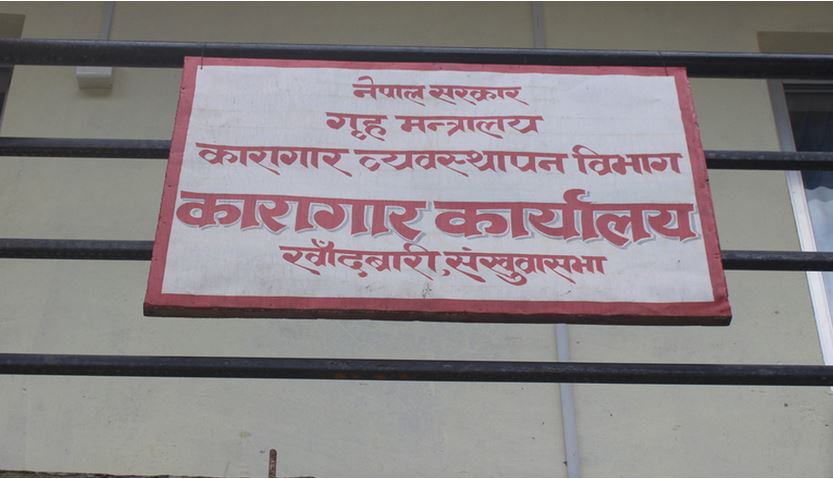 नेपाल सरकार
गृह मन्त्रालय
कारागार व्यवस्थापन विभाग
कारागार कार्यालय
खाँदबारी, संखुवासभा